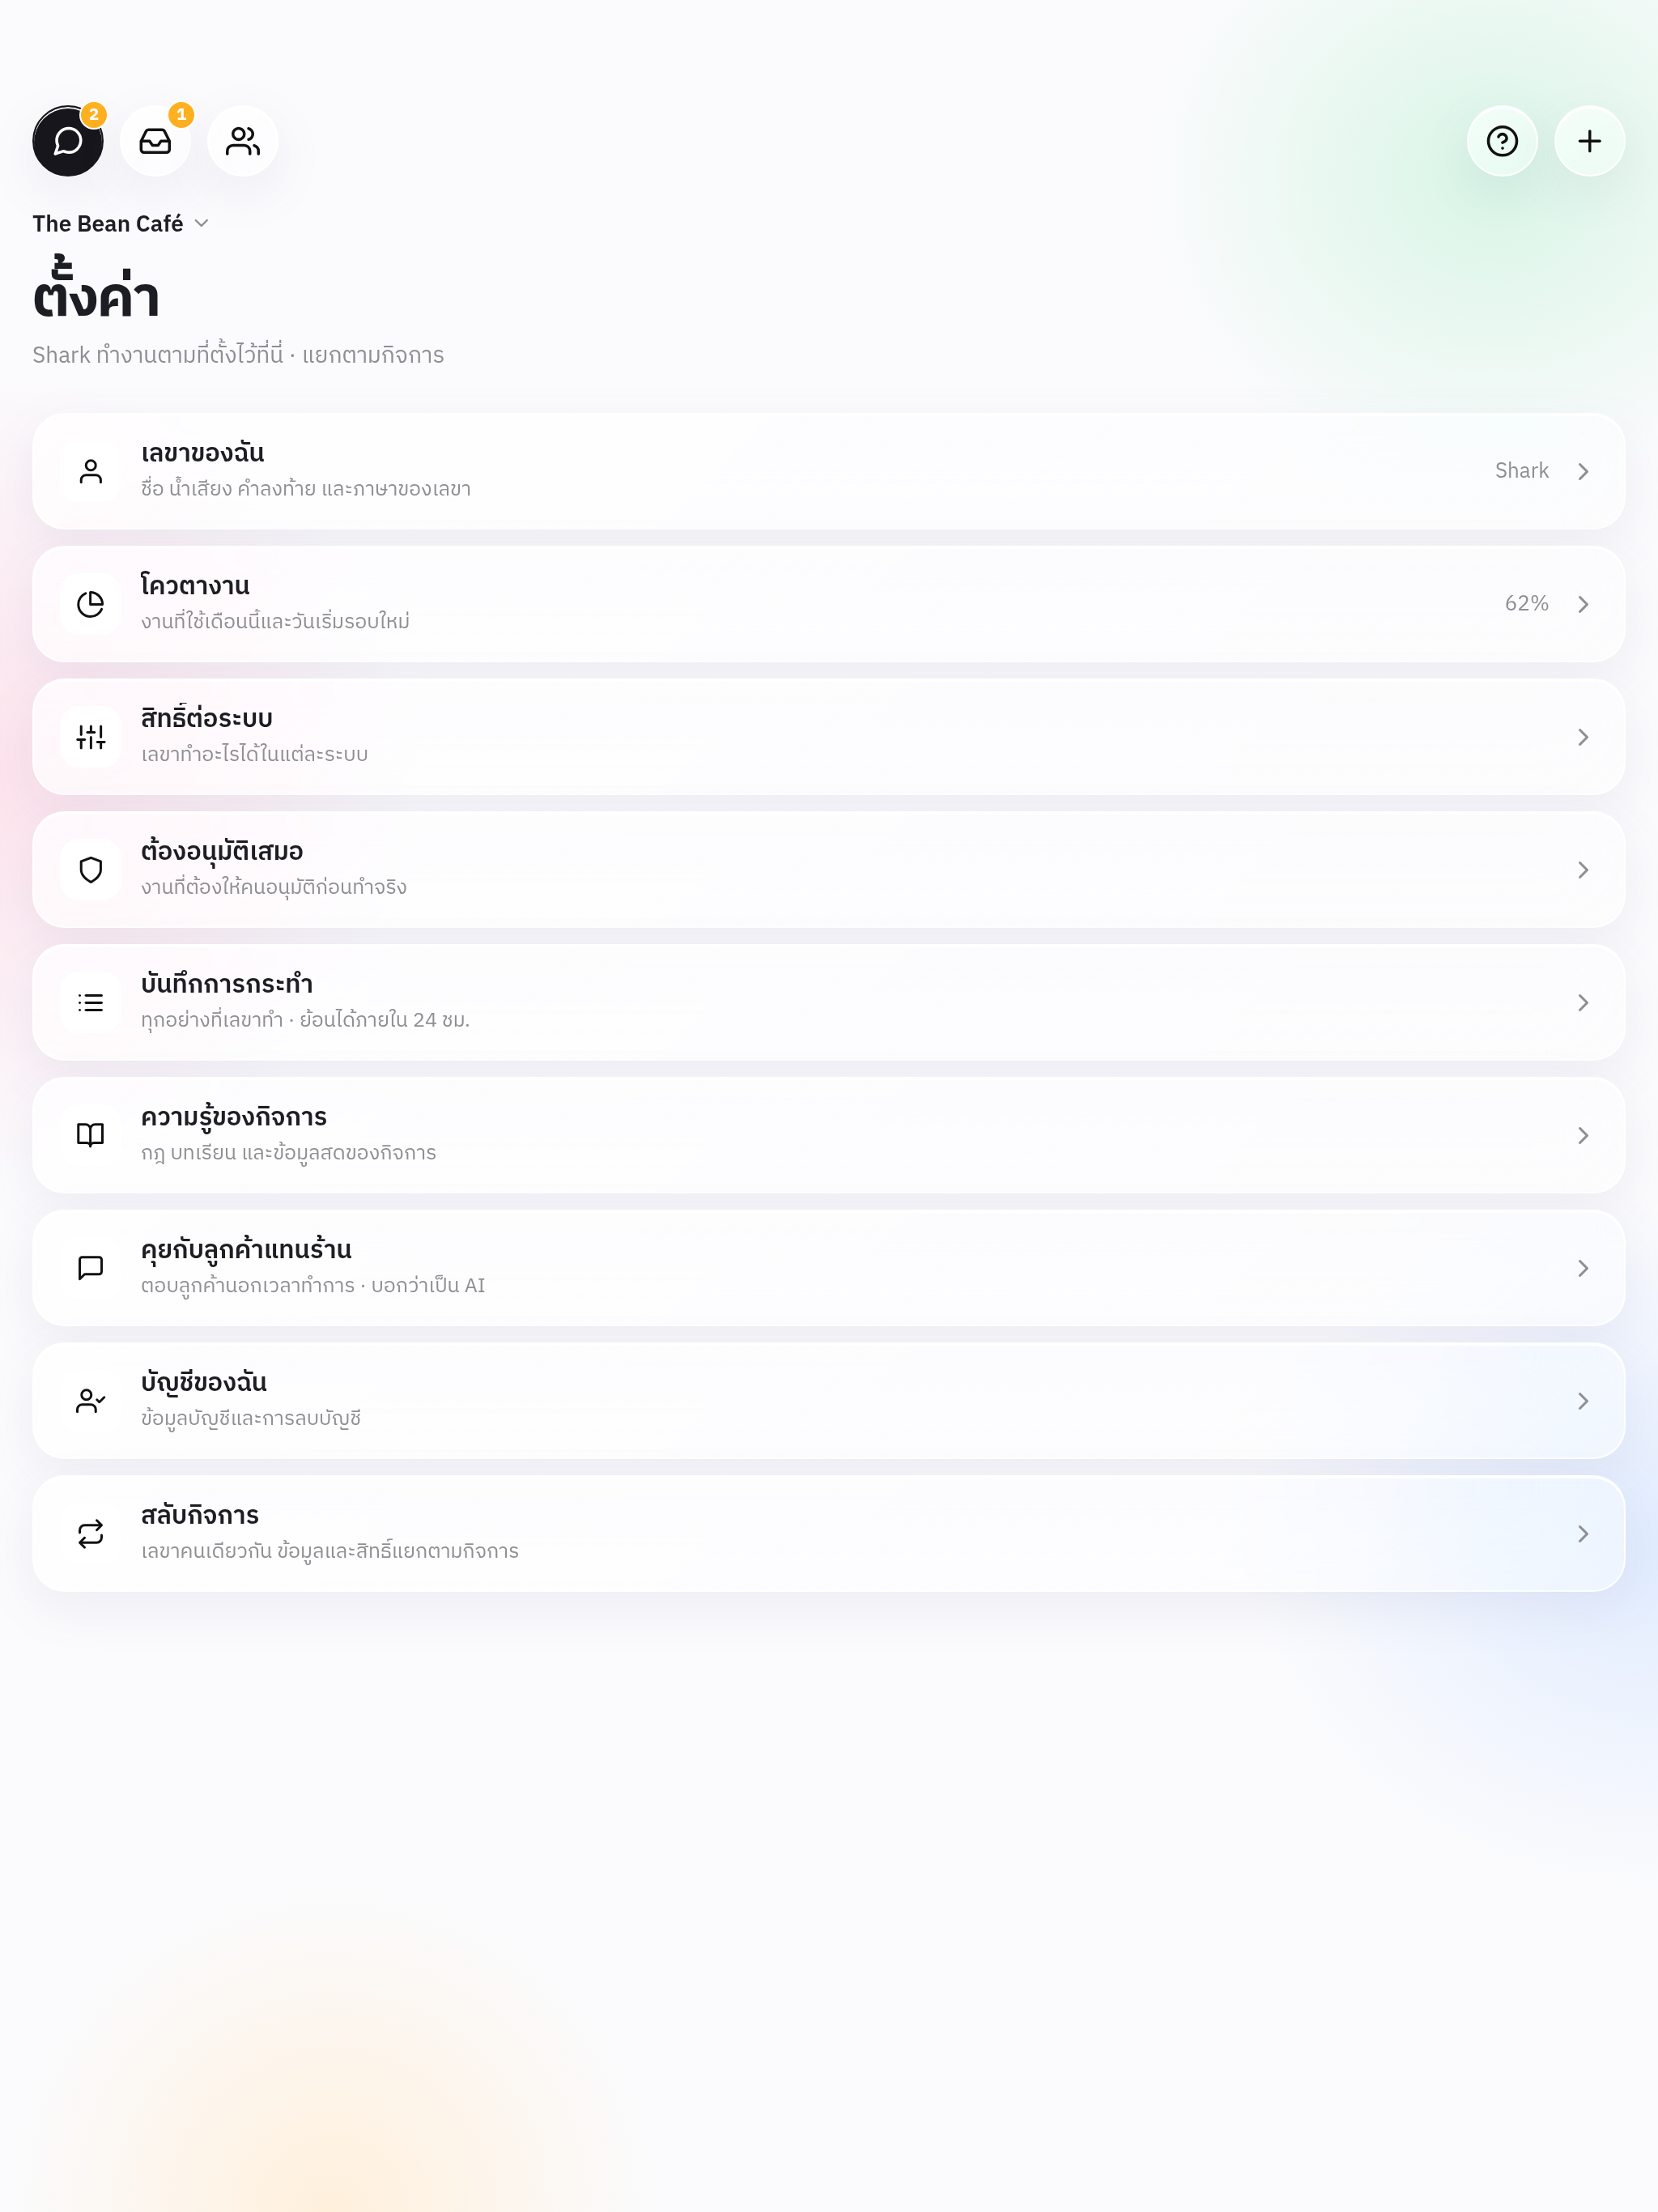 2
1
The Bean Café
ตั้งค่า
Shark ทำงานตามที่ตั้งไว้ที่นี่ · แยกตามกิจการ
เลขาของฉัน
ชื่อ น้ำเสียง คำลงท้าย และภาษาของเลขา
Shark
โควตางาน
งานที่ใช้เดือนนี้และวันเริ่มรอบใหม่
62%
สิทธิ์ต่อระบบ
เลขาทำอะไรได้ในแต่ละระบบ
ต้องอนุมัติเสมอ
งานที่ต้องให้คนอนุมัติก่อนทำจริง
บันทึกการกระทำ
ทุกอย่างที่เลขาทำ · ย้อนได้ภายใน 24 ชม.
ความรู้ของกิจการ
กฎ บทเรียน และข้อมูลสดของกิจการ
คุยกับลูกค้าแทนร้าน
ตอบลูกค้านอกเวลาทำการ · บอกว่าเป็น AI
บัญชีของฉัน
ข้อมูลบัญชีและการลบบัญชี
สลับกิจการ
เลขาคนเดียวกัน ข้อมูลและสิทธิ์แยกตามกิจการ